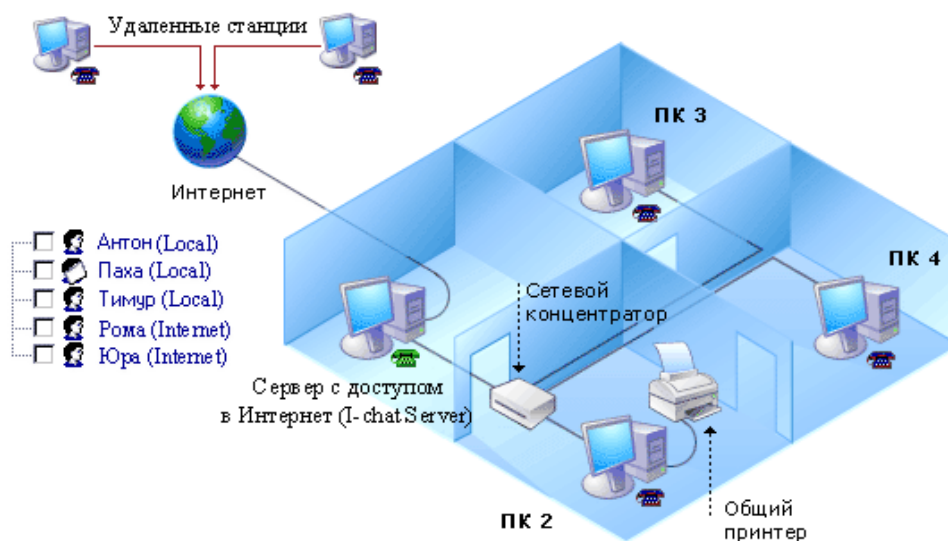 Удаленные станции
ПК 3
Интернет
Антон (Local)
Паха (Local)
Тимур (Local)
Рома (Internet)
Юра (Internet)
ПК 4
Сетевой
концентратор
Сервер с доступом
в Интернет (I-chat Server)
ПК 2
Общий
принтер